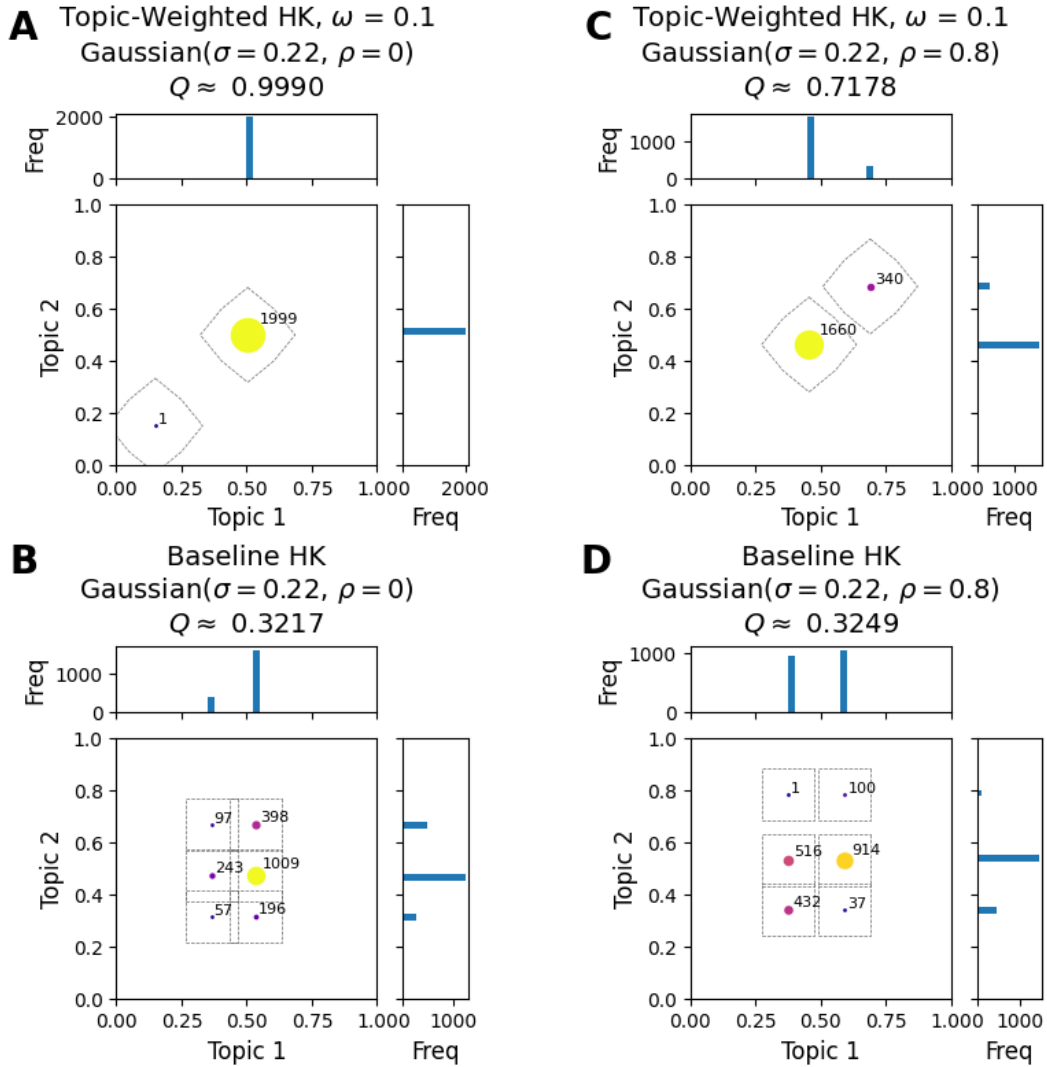 A
Topic-Weighted HK, ω = 0.1
Gaussian(σ = 0.22, ρ = 0)
Q ≈ 0.9990
Freq
2000
0
Topic 2
1.0
0.8
0.6
0.4
0.2
0.0
1999
1
0.00 0.25 0.50 0.75 1.00
Topic 1
0 2000
Freq
C
Topic-Weighted HK, ω = 0.1
Gaussian(σ = 0.22, ρ = 0.8)
Q ≈ 0.7178
Freq
1000
0
Topic 2
1.0
0.8
0.6
0.4
0.2
0.0
340
1660
0.00 0.25 0.50 0.75 1.00
Topic 1
0 1000
Freq
B
Baseline HK
Gaussian(σ = 0.22, ρ = 0)
Q ≈ 0.3217
Freq
1000
0
Topic 2
1.0
0.8
0.6
0.4
0.2
0.0
97 398
243 1009
57 196
0.00 0.25 0.50 0.75 1.00
Topic 1
0 1000
Freq
D
Baseline HK
Gaussian(σ = 0.22, ρ = 0.8)
Q ≈ 0.3249
Freq
1000
0
Topic 2
1.0
0.8
0.6
0.4
0.2
0.0
1 100
516 914
432 37
0.00 0.25 0.50 0.75 1.00
Topic 1
0 1000
Freq